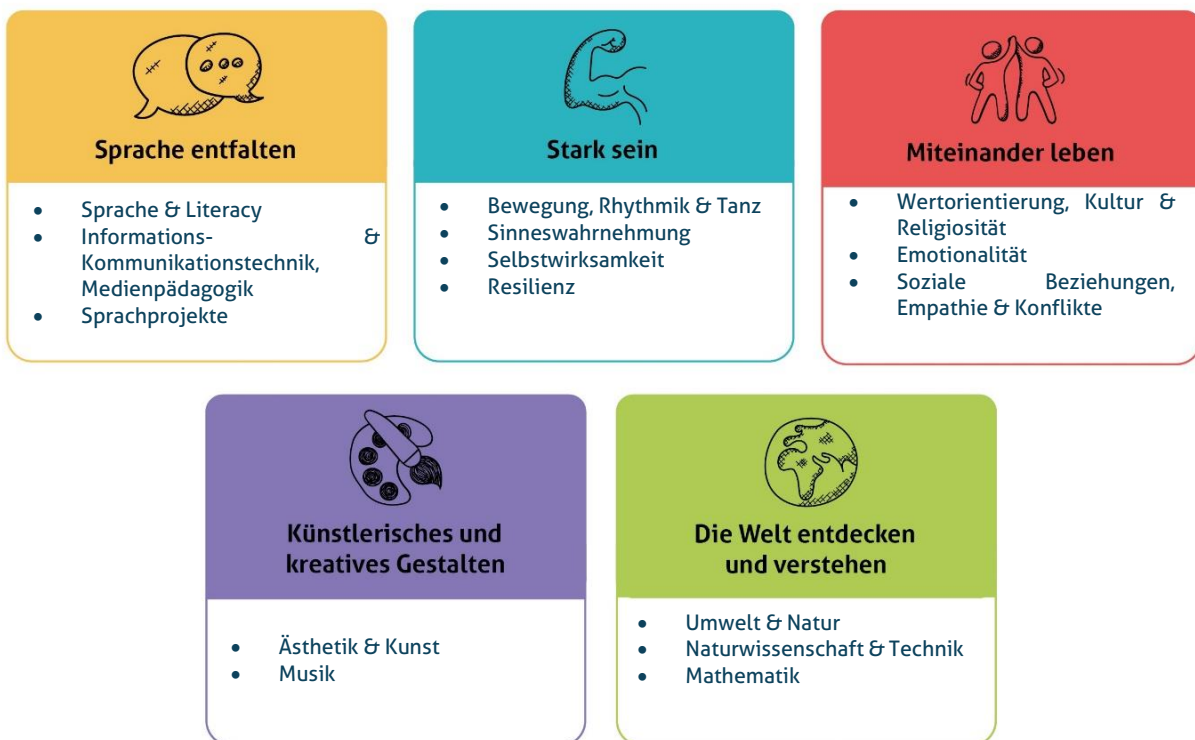 Sprache entfalten
• Sprache & Literacy
• Informations- &
Kommunikationstechnik,
Medienpädagogik
• Sprachprojekte
Stark sein
• Bewegung, Rhythmik & Tanz
• Sinneswahrnehmung
• Selbstwirksamkeit
• Resilienz
Miteinander leben
• Wertorientierung, Kultur &
Religiosität
• Emotionalität
• Soziale Beziehungen,
Empathie & Konflikte
Künstlerisches und
kreatives Gestalten
• Ästhetik & Kunst
• Musik
Die Welt entdecken
und verstehen
• Umwelt & Natur
• Naturwissenschaft & Technik
• Mathematik